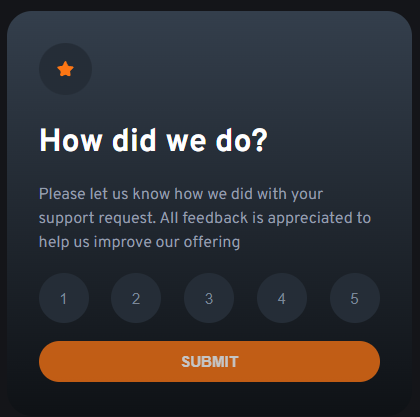 How did we do?
Please let us know how we did with your
support request. All feedback is appreciated to
help us improve our offering
1 2 3 4 5
SUBMIT